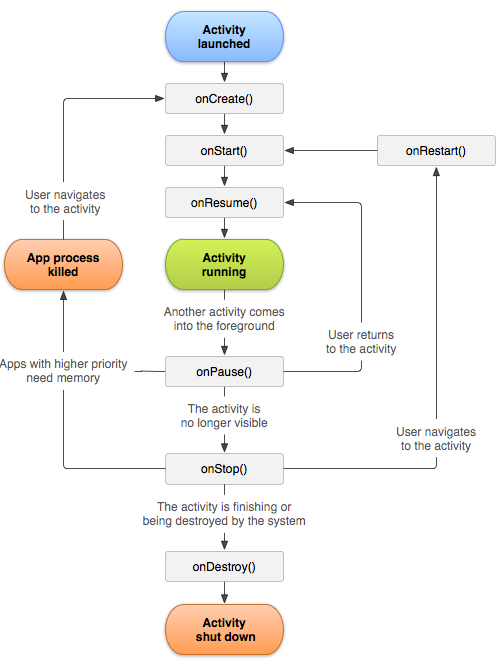 Activity
launched
onCreate()
onStart()
onRestart()
onResume()
User navigates
to the activity
App process
killed
Activity
running
Another activity comes
into the foreground
User returns
to the activity
Apps with higher priority
need memory
onPause()
The activity is
no longer visible
User navigates
to the activity
onStop()
The activity is finishing or
being destroyed by the system
onDestroy()
Activity
shut down